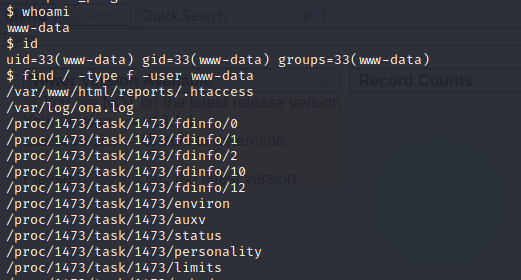 Quick Search...
$ whoami
www-data
$ id
uid=33(www-data) gid=33(www-data) groups=33(www-data)
$ find / -type f -user www-data
Record Counts
/var/www/html/reports/.htaccess
on the latest release version
/var/log/ona.log
/proc/1473/task/1473/fdinfo/0
/proc/1473/task/1473/fdinfo/1
/proc/1473/task/1473/fdinfo/2
/proc/1473/task/1473/fdinfo/10
/proc/1473/task/1473/fdinfo/12
version.
/proc/1473/task/1473/environ
/proc/1473/task/1473/auxv
/proc/1473/task/1473/status
/proc/1473/task/1473/personality
/proc/1473/task/1473/limits